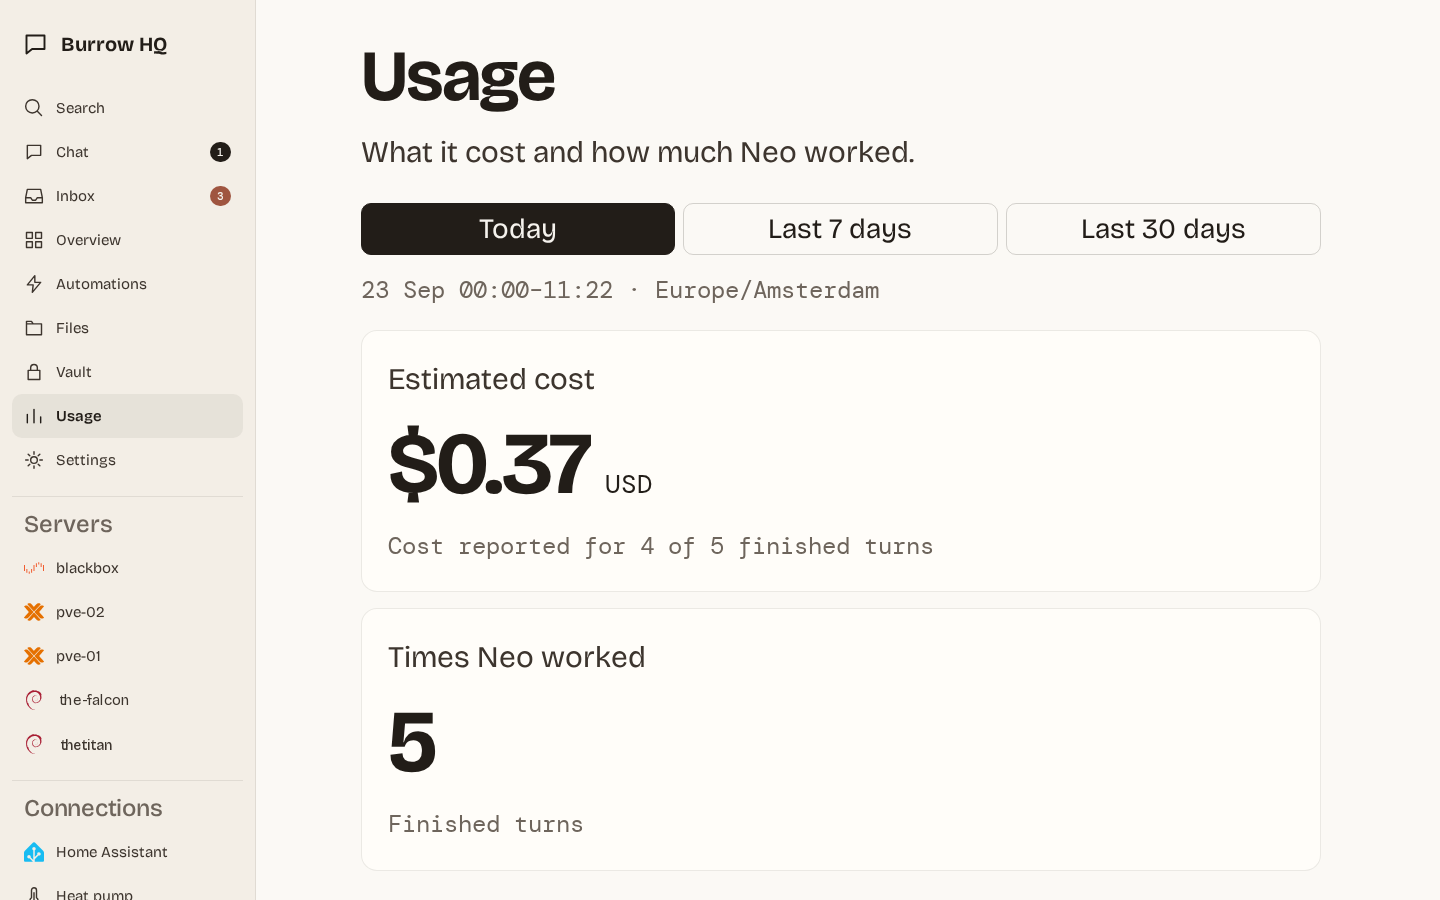 Burrow HQ
Search
Chat 1
Inbox 3
Overview
Automations
Files
Vault
Usage
Settings
Servers
blackbox
pve-02
pve-01
the-falcon
thetitan
Connections
Home Assistant
Heat pump
Usage
What it cost and how much Neo worked.
Today Last 7 days Last 30 days
23 Sep 00:00–11:22 · Europe/Amsterdam
Estimated cost
$0.37 USD
Cost reported for 4 of 5 finished turns
Times Neo worked
5
Finished turns